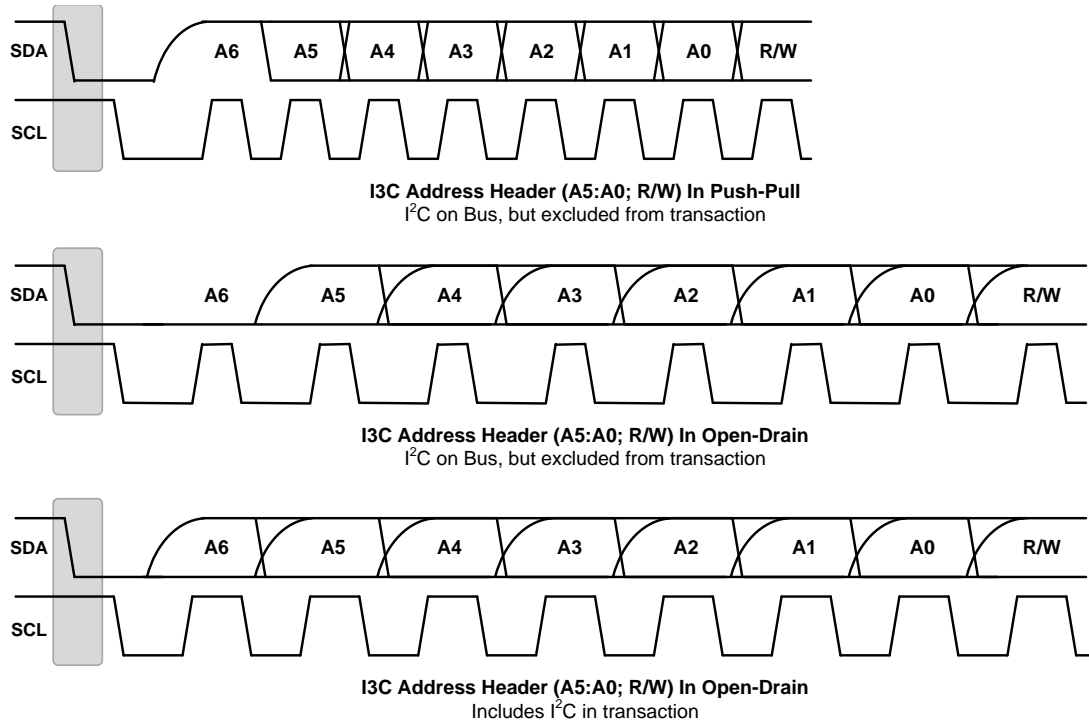 SDA A6 A5 A4 A3 A2 A1 A0 R/W
SCL
I3C Address Header (A5:A0; R/W) In Push-Pull
I²C on Bus, but excluded from transaction
SDA A6 A5 A4 A3 A2 A1 A0 R/W
SCL
I3C Address Header (A5:A0; R/W) In Open-Drain
I²C on Bus, but excluded from transaction
SDA A6 A5 A4 A3 A2 A1 A0 R/W
SCL
I3C Address Header (A5:A0; R/W) In Open-Drain
Includes I²C in transaction